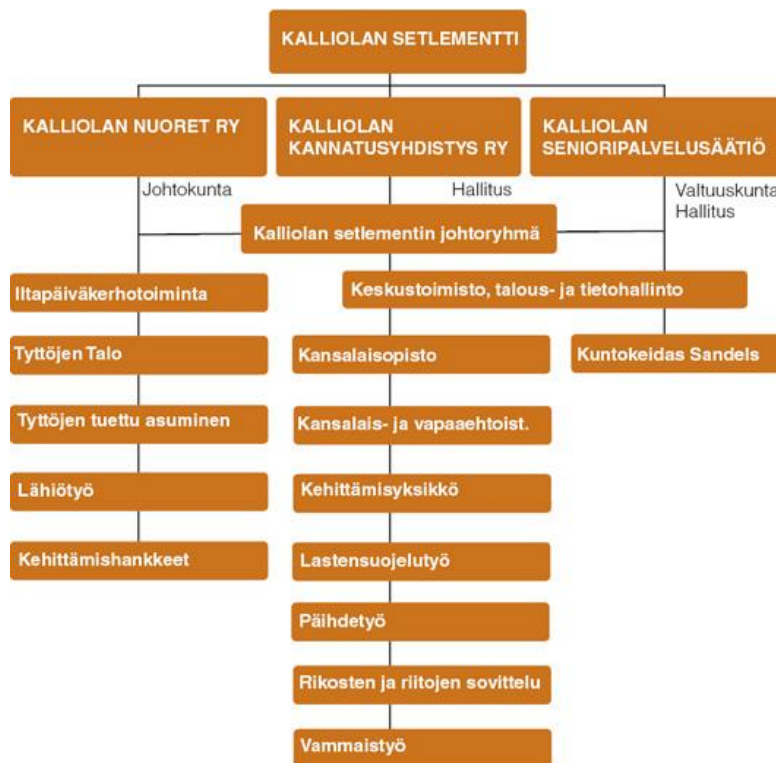 KALLIOLAN SETLEMENTTI
KALLIOLAN NUORET RY
KALLIOLAN
KANNATUSYHDISTYS RY
KALLIOLAN
SENIORIPALVELUSÄÄTIÖ
Johtokunta
Hallitus
Valtuuskunta
Hallitus
Kalliolan setlementin johtoryhmä
Iltapäiväkerhotoiminta
Keskustoimisto, talous- ja tietohallinto
Tyttöjen Talo
Kansalaisopisto
Kuntokeidas Sandels
Tyttöjen tuettu asuminen
Kansalais- ja vapaaehtoist.
Lähiötyö
Kehittämisyksikkö
Kehittämishankkeet
Lastensuojelutyö
Päihdetyö
Rikosten ja riitojen sovittelu
Vammaistyö